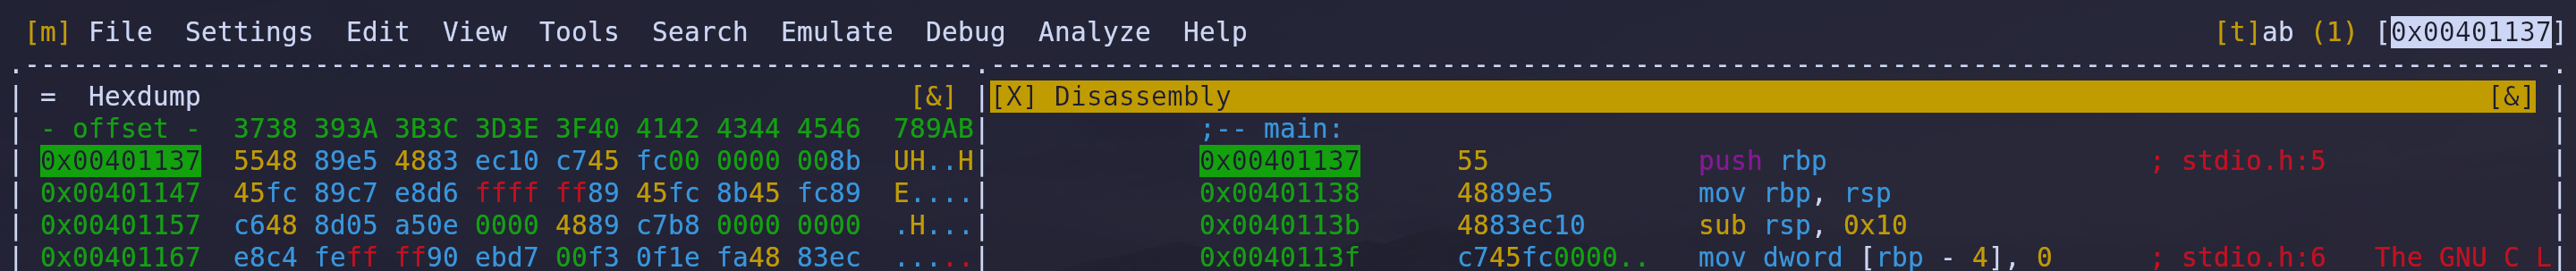 [m] File Settings Edit View Tools Search Emulate Debug Analyze Help [t]ab (1) [0x00401137]
= Hexdump [&] [X] Disassembly [&]
- offset - 3738 393A 3B3C 3D3E 3F40 4142 4344 4546 789AB ;-- main:
0x00401137 5548 89e5 4883 ec10 c745 fc00 0000 008b UH..H 0x00401137 55 push rbp ; stdio.h:5
0x00401147 45fc 89c7 e8d6 ffff ff89 45fc 8b45 fc89 E.... 0x00401138 4889e5 mov rbp, rsp
0x00401157 c648 8d05 a50e 0000 4889 c7b8 0000 0000 .H... 0x0040113b 4883ec10 sub rsp, 0x10
0x00401167 e8c4 feff ff90 ebd7 00f3 0f1e fa48 83ec ..... 0x0040113f c745fc0000.. mov dword [rbp - 4], 0 ; stdio.h:6 The GNU C L